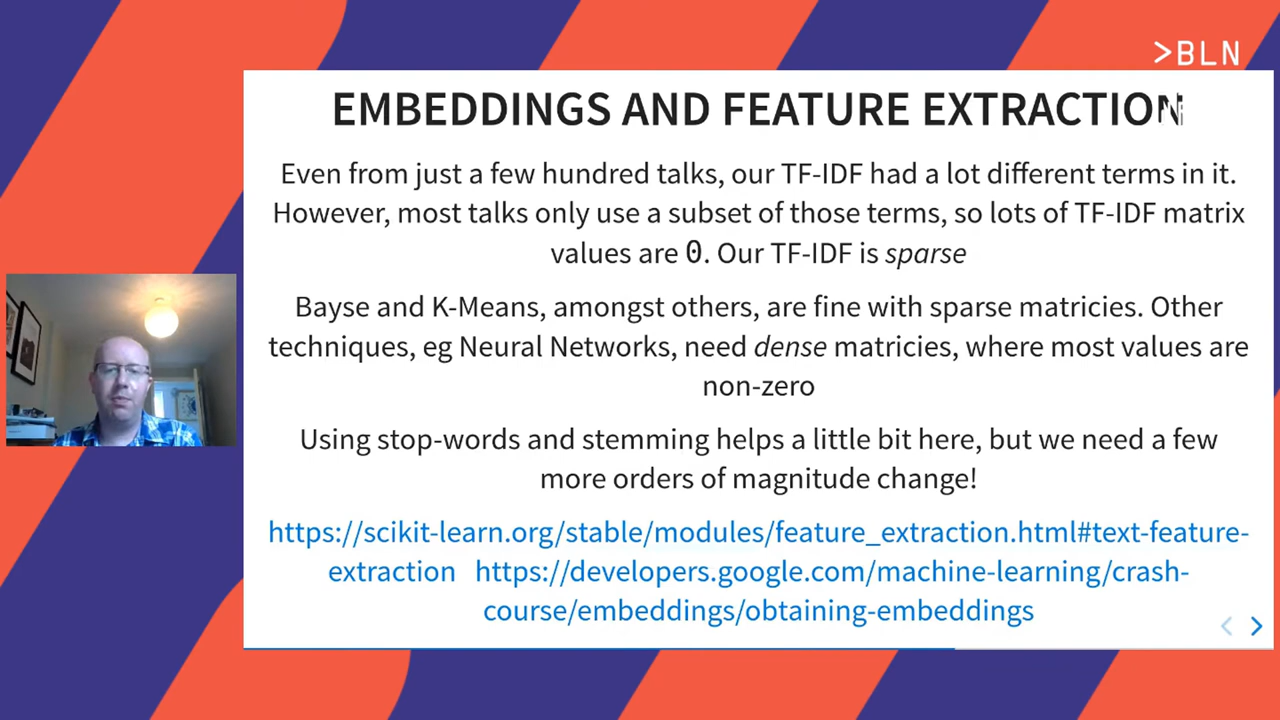 >BLN
EMBEDDINGS AND FEATURE EXTRACTION
Even from just a few hundred talks, our TF-IDF had a lot different terms in it.
However, most talks only use a subset of those terms, so lots of TF-IDF matrix
values are 0. Our TF-IDF is sparse
Bayse and K-Means, amongst others, are fine with sparse matricies. Other
techniques, eg Neural Networks, need dense matricies, where most values are
non-zero
Using stop-words and stemming helps a little bit here, but we need a few
more orders of magnitude change!
https://scikit-learn.org/stable/modules/feature_extraction.html#text-feature-
extraction https://developers.google.com/machine-learning/crash-
course/embeddings/obtaining-embeddings